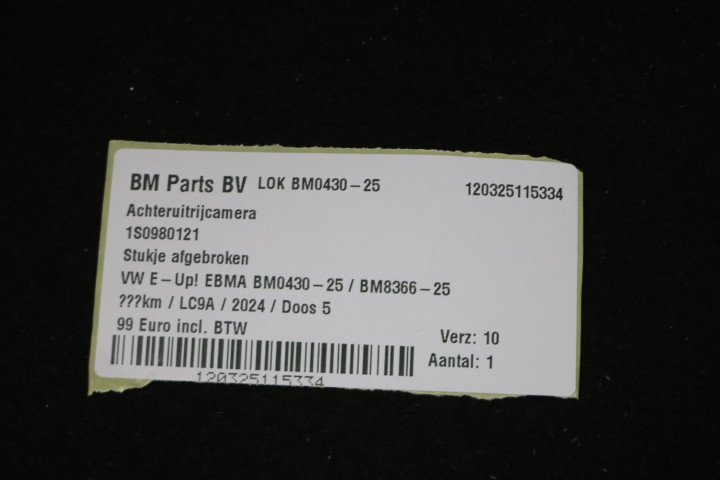 BM Parts BV LOK BM0430-25 120325115334
Achteruitrijcamera
1S0980121
Stukje afgebroken
VW E-Up! EBMA BM0430-25 / BM8366-25
???km / LC9A / 2024 / Doos 5
99 Euro incl. BTW
Verz: 10
Aantal: 1
120325115334